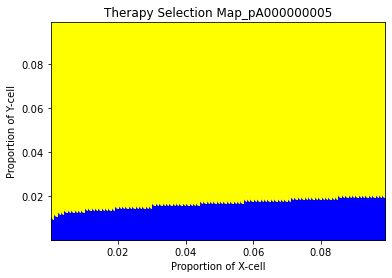 Therapy Selection Map_pA000000005
Proportion of Y-cell
0.08
0.06
0.04
0.02
0.02
0.04
0.06
0.08
Proportion of X-cell